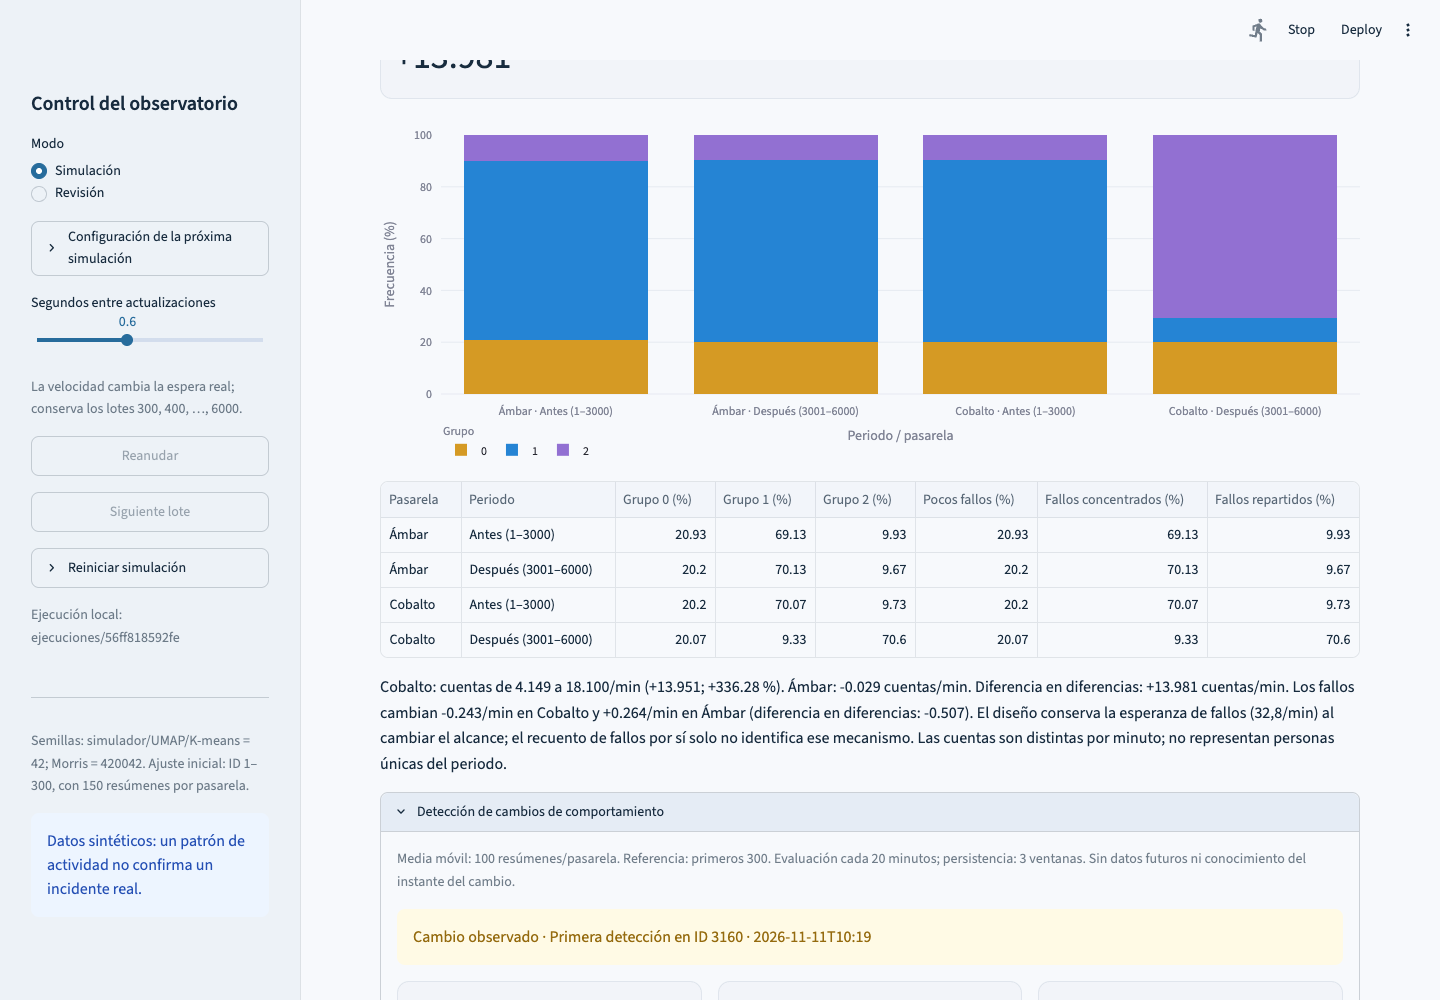 Stop
Deploy
Control del observatorio
Modo
Simulación
Revisión
Configuración de la próxima
simulación
Segundos entre actualizaciones
0.6
La velocidad cambia la espera real;
conserva los lotes 300, 400, …, 6000.
Reanudar
Siguiente lote
Reiniciar simulación
Ejecución local:
ejecuciones/56ff818592fe
Semillas: simulador/UMAP/K-means =
42; Morris = 420042. Ajuste inicial: ID 1–
300, con 150 resúmenes por pasarela.
Datos sintéticos: un patrón de
actividad no confirma un
incidente real.
+13.981
Frecuencia (%)
100
80
60
40
20
0
Ámbar · Antes (1–3000)
Ámbar · Después (3001–6000)
Cobalto · Antes (1–3000)
Cobalto · Después (3001–6000)
Periodo / pasarela
Grupo
0 1 2
Pasarela Periodo Grupo 0 (%) Grupo 1 (%) Grupo 2 (%) Pocos fallos (%) Fallos concentrados (%) Fallos repartidos (%)
Ámbar Antes (1–3000) 20.93 69.13 9.93 20.93 69.13 9.93
Ámbar Después (3001–6000) 20.2 70.13 9.67 20.2 70.13 9.67
Cobalto Antes (1–3000) 20.2 70.07 9.73 20.2 70.07 9.73
Cobalto Después (3001–6000) 20.07 9.33 70.6 20.07 9.33 70.6
Cobalto: cuentas de 4.149 a 18.100/min (+13.951; +336.28 %). Ámbar: -0.029 cuentas/min. Diferencia en diferencias: +13.981 cuentas/min. Los fallos
cambian -0.243/min en Cobalto y +0.264/min en Ámbar (diferencia en diferencias: -0.507). El diseño conserva la esperanza de fallos (32,8/min) al
cambiar el alcance; el recuento de fallos por sí solo no identifica ese mecanismo. Las cuentas son distintas por minuto; no representan personas
únicas del periodo.
Detección de cambios de comportamiento
Media móvil: 100 resúmenes/pasarela. Referencia: primeros 300. Evaluación cada 20 minutos; persistencia: 3 ventanas. Sin datos futuros ni conocimiento del
instante del cambio.
Cambio observado · Primera detección en ID 3160 · 2026-11-11T10:19